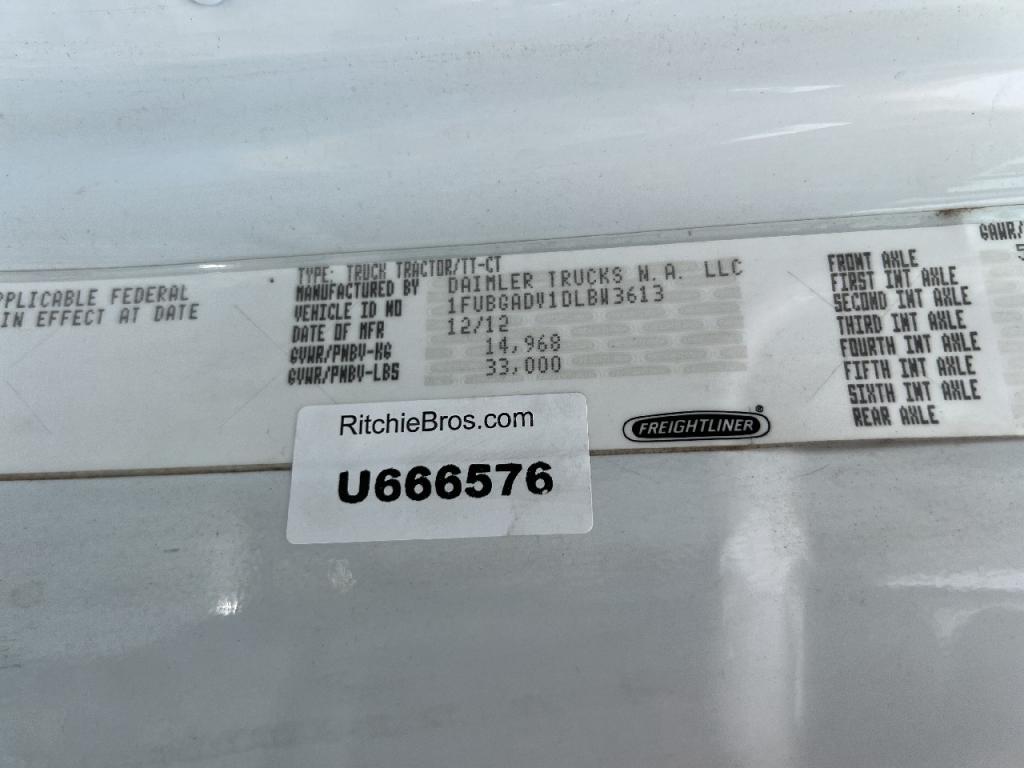 PPLICABLE FEDERAL
IN EFFECT AT DATE
TYPE: TRUCK TRACTOR/TT-CT
MANUFACTURED BY DAIMLER TRUCKS N.A. LLC
VEHICLE ID NO 1FUBGADV1DLBW3613
DATE OF MFR 12/12
GVWR/PNBV-KG 14,968
GVWR/PNBV-LBS 33,000
FREIGHTLINER®
FRONT AXLE
FIRST INT AXLE
SECOND INT AXLE
THIRD INT AXLE
FOURTH INT AXLE
FIFTH INT AXLE
SIXTH INT AXLE
REAR AXLE
GAWR/
RitchieBros.com
U666576